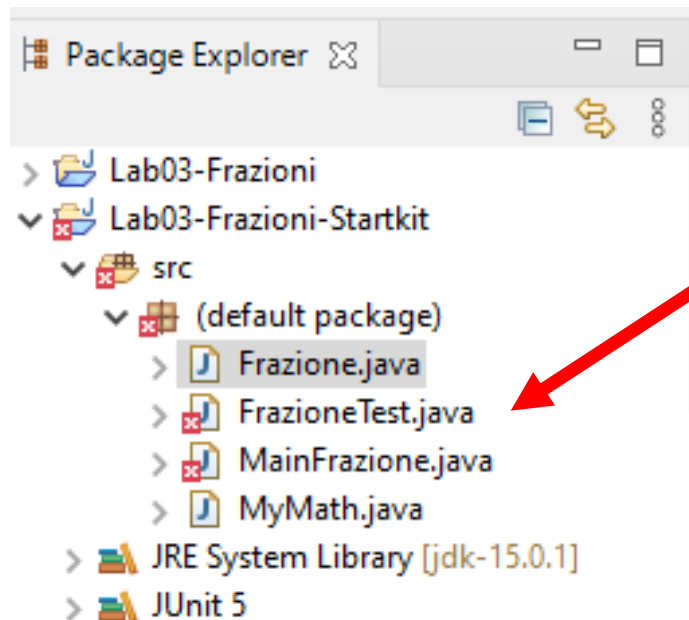 Package Explorer
Lab03-Frazioni
Lab03-Frazioni-Startkit
src
(default package)
Frazione.java
FrazioneTest.java
MainFrazione.java
MyMath.java
JRE System Library [jdk-15.0.1]
JUnit 5